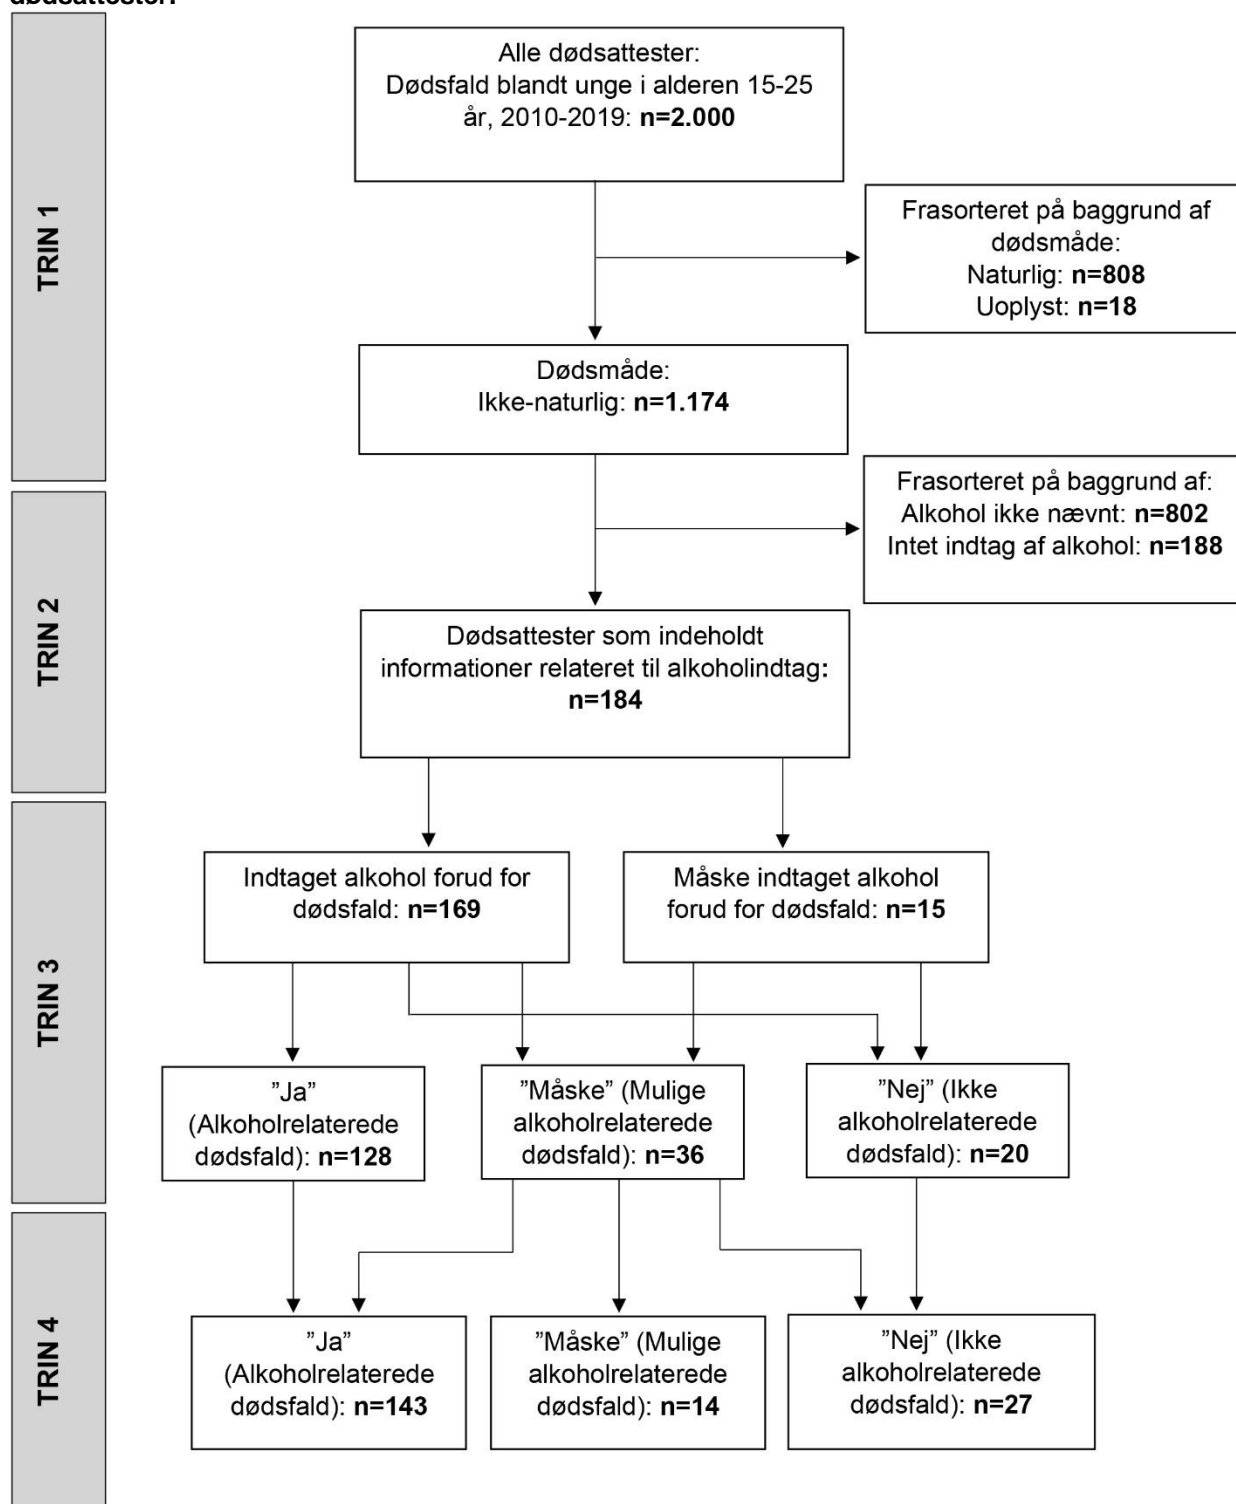 dødsattester.
TRIN 1
Alle dødsattester:
Dødsfald blandt unge i alderen 15-25
år, 2010-2019: n=2.000
Frasorteret på baggrund af
dødsmåde:
Naturlig: n=808
Uoplyst: n=18
Dødsmåde:
Ikke-naturlig: n=1.174
TRIN 2
Frasorteret på baggrund af:
Alkohol ikke nævnt: n=802
Intet indtag af alkohol: n=188
Dødsattester som indeholdt
informationer relateret til alkoholindtag:
n=184
TRIN 3
Indtaget alkohol forud for
dødsfald: n=169
Måske indtaget alkohol
forud for dødsfald: n=15
”Ja”
(Alkoholrelaterede
dødsfald): n=128
”Måske” (Mulige
alkoholrelaterede
dødsfald): n=36
”Nej” (Ikke
alkoholrelaterede
dødsfald): n=20
TRIN 4
”Ja”
(Alkoholrelaterede
dødsfald): n=143
”Måske” (Mulige
alkoholrelaterede
dødsfald): n=14
”Nej” (Ikke
alkoholrelaterede
dødsfald): n=27